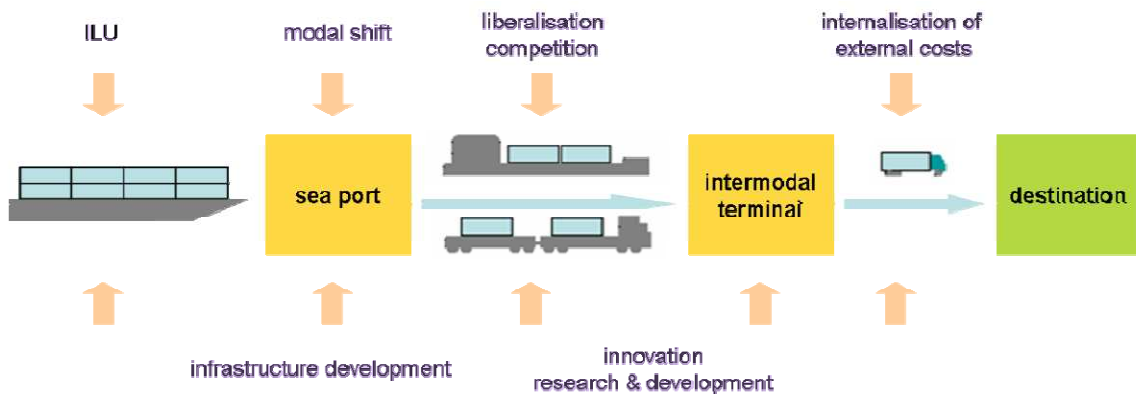 ILU
modal shift
liberalisation
competition
internalisation of
external costs
sea port
intermodal
terminal
destination
infrastructure development
innovation
research & development